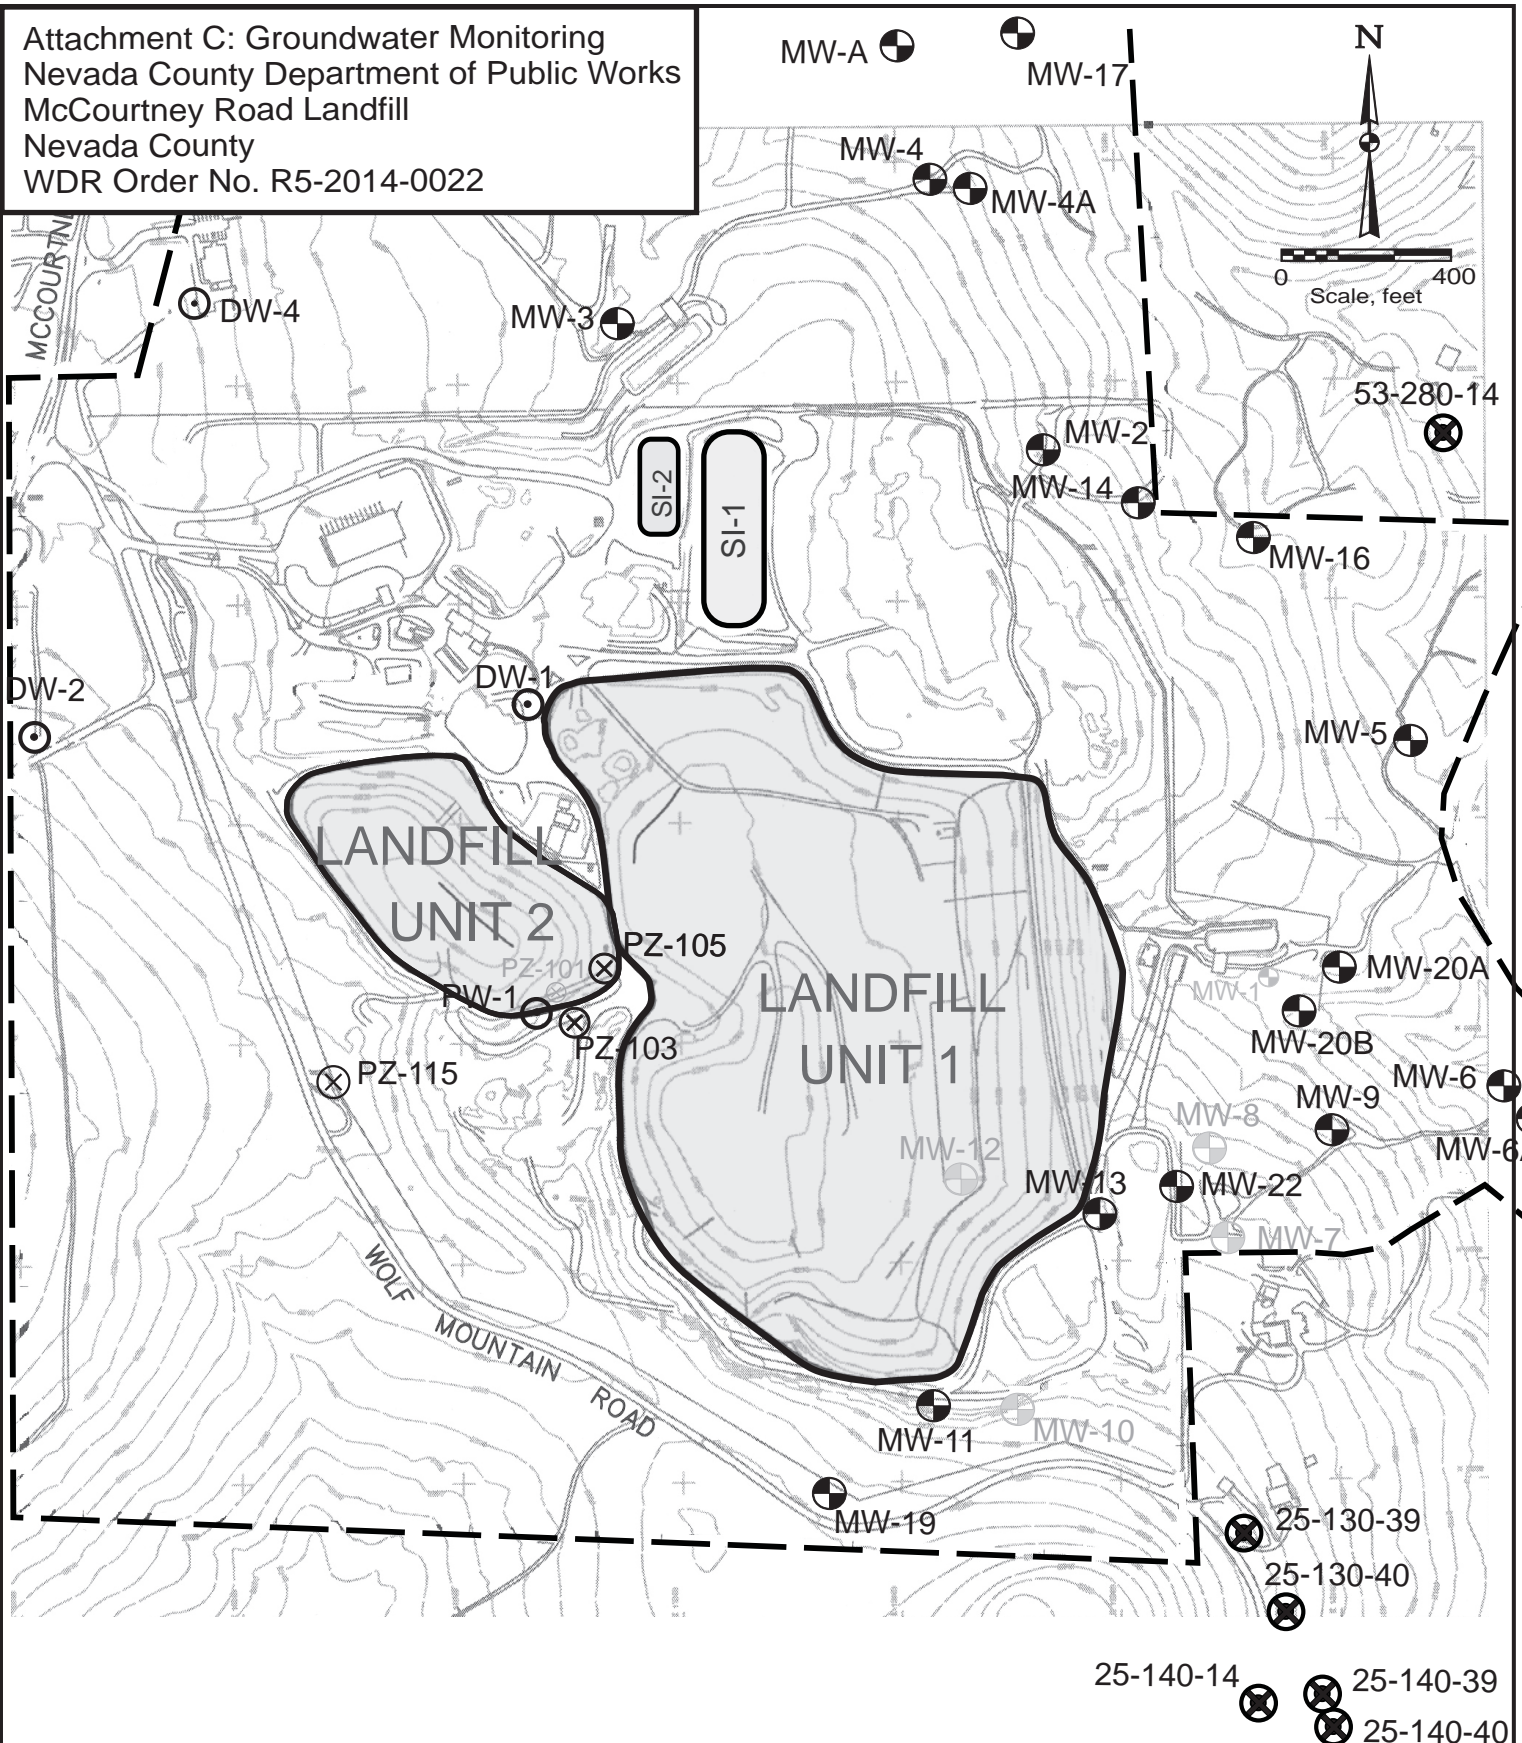 Attachment C: Groundwater Monitoring
Nevada County Department of Public Works
McCourtney Road Landfill
Nevada County
WDR Order No. R5-2014-0022
MW-A
MW-17
N
MW-4
MW-4A
0
400
Scale, feet
DW-4
MW-3
53-280-14
MW-2
MW-14
SI-2
SI-1
MW-16
DW-1
DW-2
MW-5
LANDFILL
UNIT 2
PZ-105
PZ-101
PW-1
PZ-103
LANDFILL
UNIT 1
MW-20A
MW-1
MW-20B
PZ-115
MW-6
MW-9
MW-8
MW-12
MW-13
MW-22
MW-7
WOLF
MOUNTAIN
ROAD
MW-11
MW-10
MW-19
25-130-39
25-130-40
25-140-14
25-140-39
25-140-40